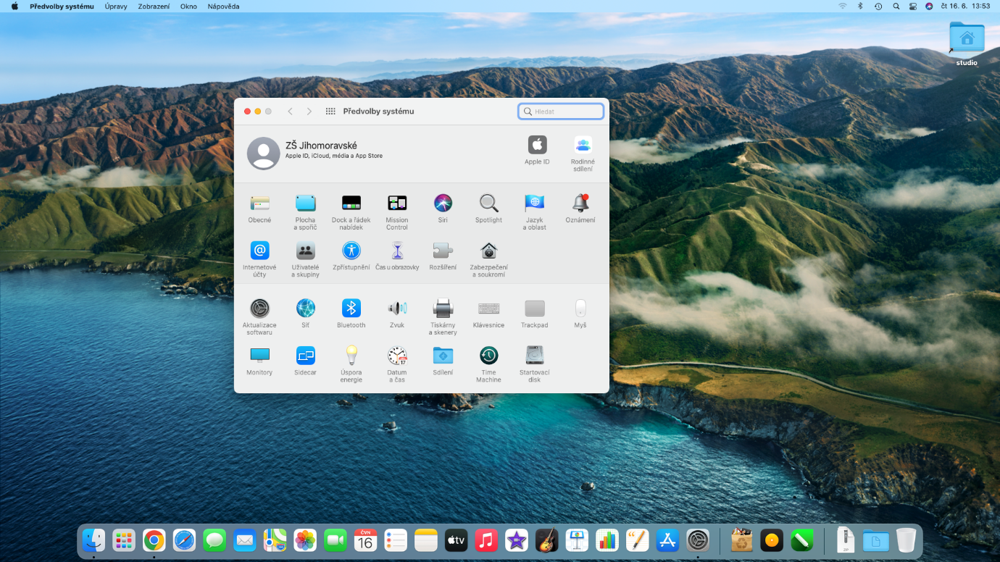 Předvolby systému Úpravy Zobrazení Okno Nápověda
čt 16. 6. 13:53
studio
Předvolby systému
Hledat
ZŠ Jihomoravské
Apple ID, iCloud, média a App Store
Apple ID
Rodinné
sdílení
Obecné
Plocha
a spořič
Dock a řádek
nabídek
Mission
Control
Siri
Spotlight
Jazyk
a oblast
Oznámení
Internetové
účty
Uživatelé
a skupiny
Zpřístupnění
Čas u obrazovky
Rozšíření
Zabezpečení
a soukromí
Aktualizace
softwaru
Síť
Bluetooth
Zvuk
Tiskárny
a skenery
Klávesnice
Trackpad
Myš
Monitory
Sidecar
Úspora
energie
17
Datum
a čas
Sdílení
Time
Machine
Startovací
disk
ČVN
16
tv
ZIP